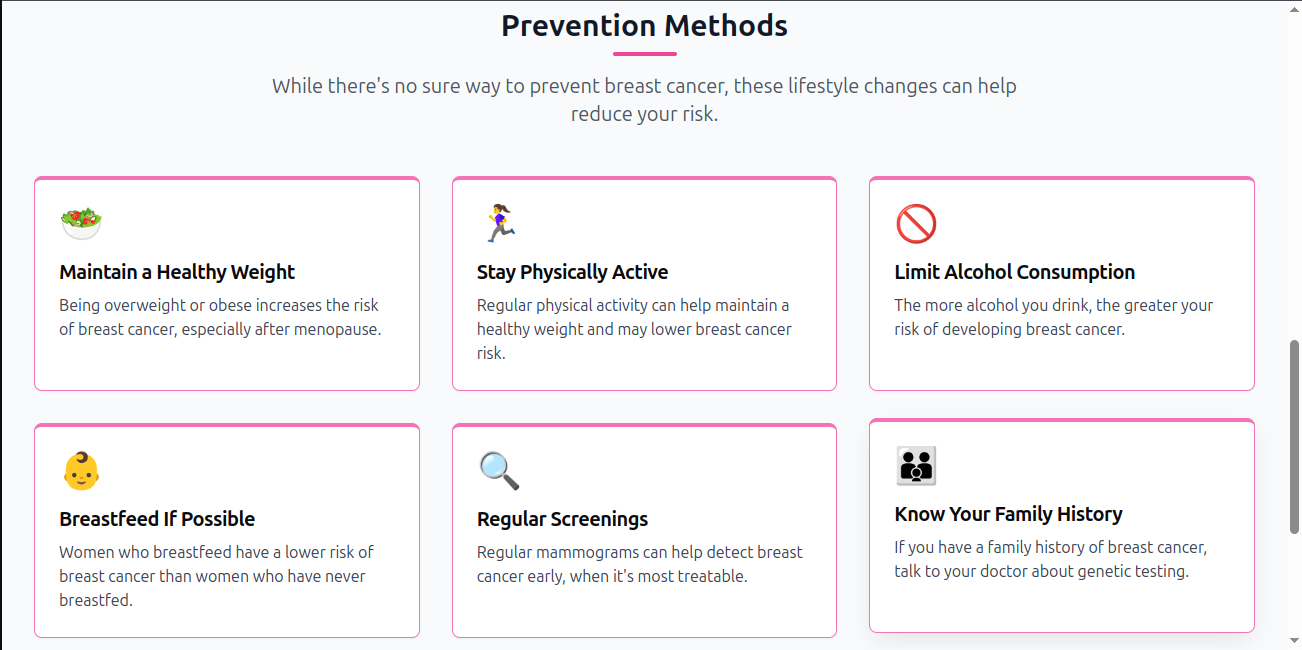 Prevention Methods
While there's no sure way to prevent breast cancer, these lifestyle changes can help
reduce your risk.
Maintain a Healthy Weight
Being overweight or obese increases the risk
of breast cancer, especially after menopause.
Stay Physically Active
Regular physical activity can help maintain a
healthy weight and may lower breast cancer
risk.
Limit Alcohol Consumption
The more alcohol you drink, the greater your
risk of developing breast cancer.
Breastfeed If Possible
Women who breastfeed have a lower risk of
breast cancer than women who have never
breastfed.
Regular Screenings
Regular mammograms can help detect breast
cancer early, when it's most treatable.
Know Your Family History
If you have a family history of breast cancer,
talk to your doctor about genetic testing.